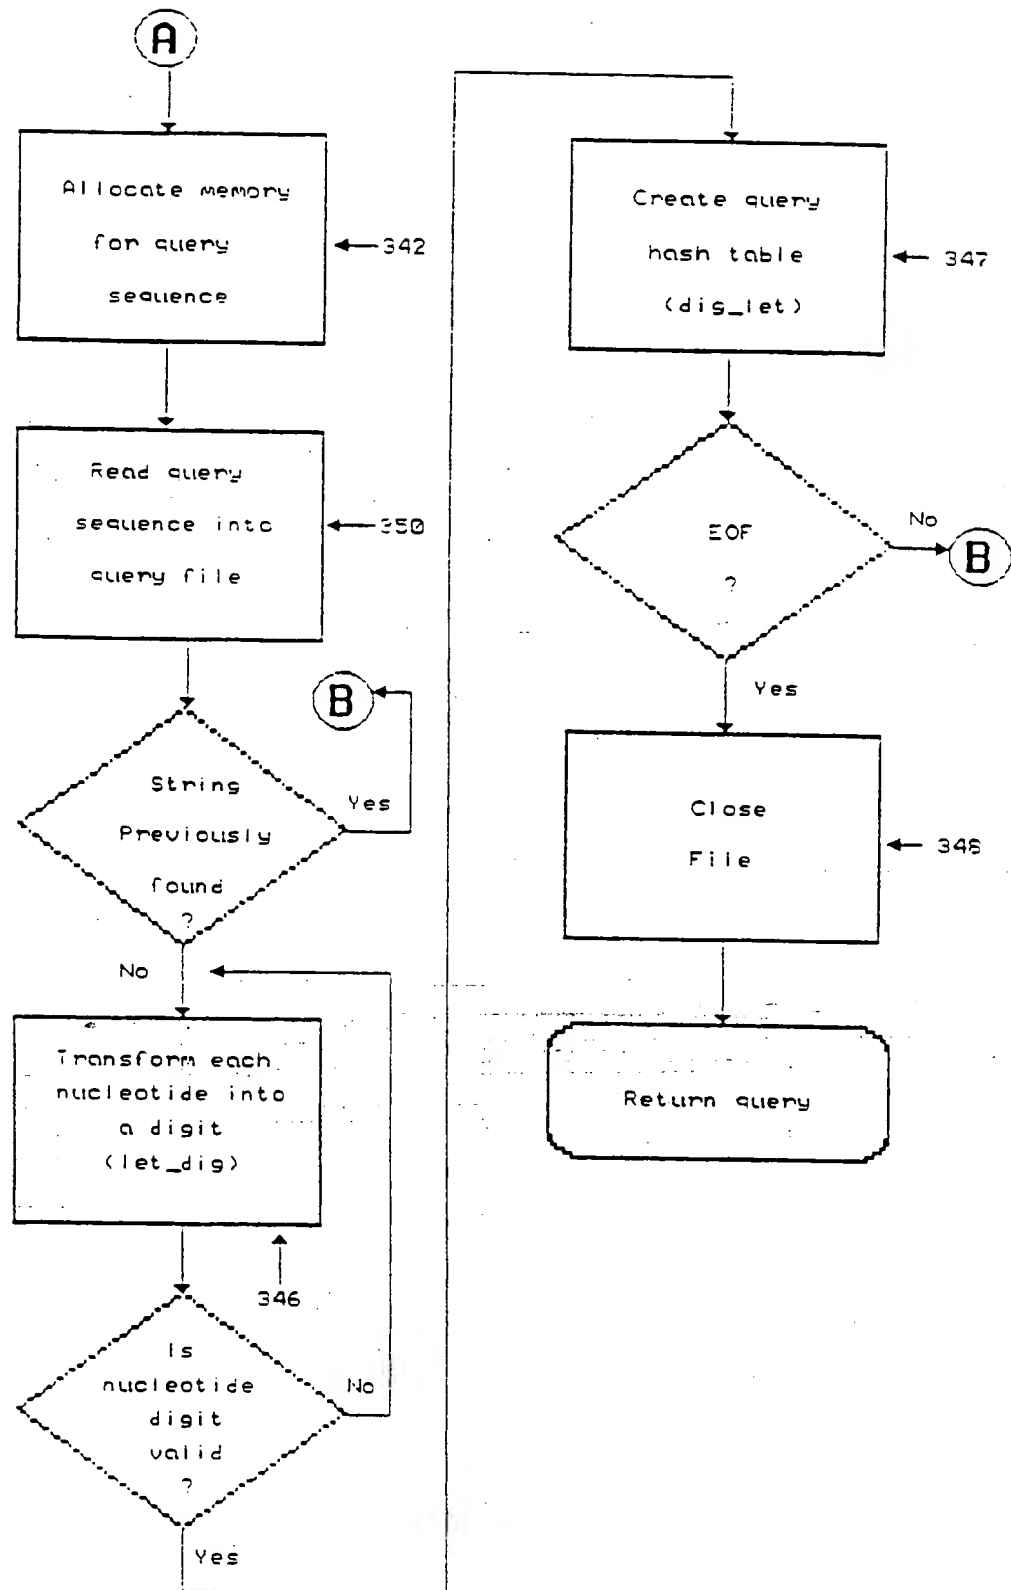 A
Allocate memory
for query
sequence
342
Read query
sequence into
query file
350
B
String
Previously
found
?
Yes
No
Transform each
nucleotide into
a digit
(let_dig)
346
Is
nucleotide
digit
valid
?
No
Yes
Create query
hash table
(dig_let)
347
EOF
?
No
B
Yes
Close
File
348
Return query